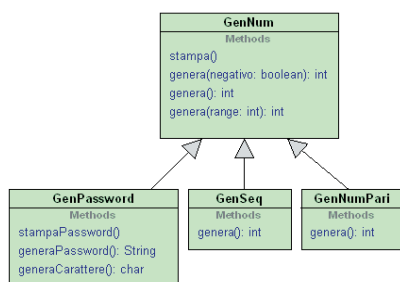 GenNum
Methods
stampa()
genera(negativo: boolean): int
genera(): int
genera(range: int): int
GenPassword
Methods
stampaPassword()
generaPassword(): String
generaCarattere(): char
GenSeq
Methods
genera(): int
GenNumPari
Methods
genera(): int